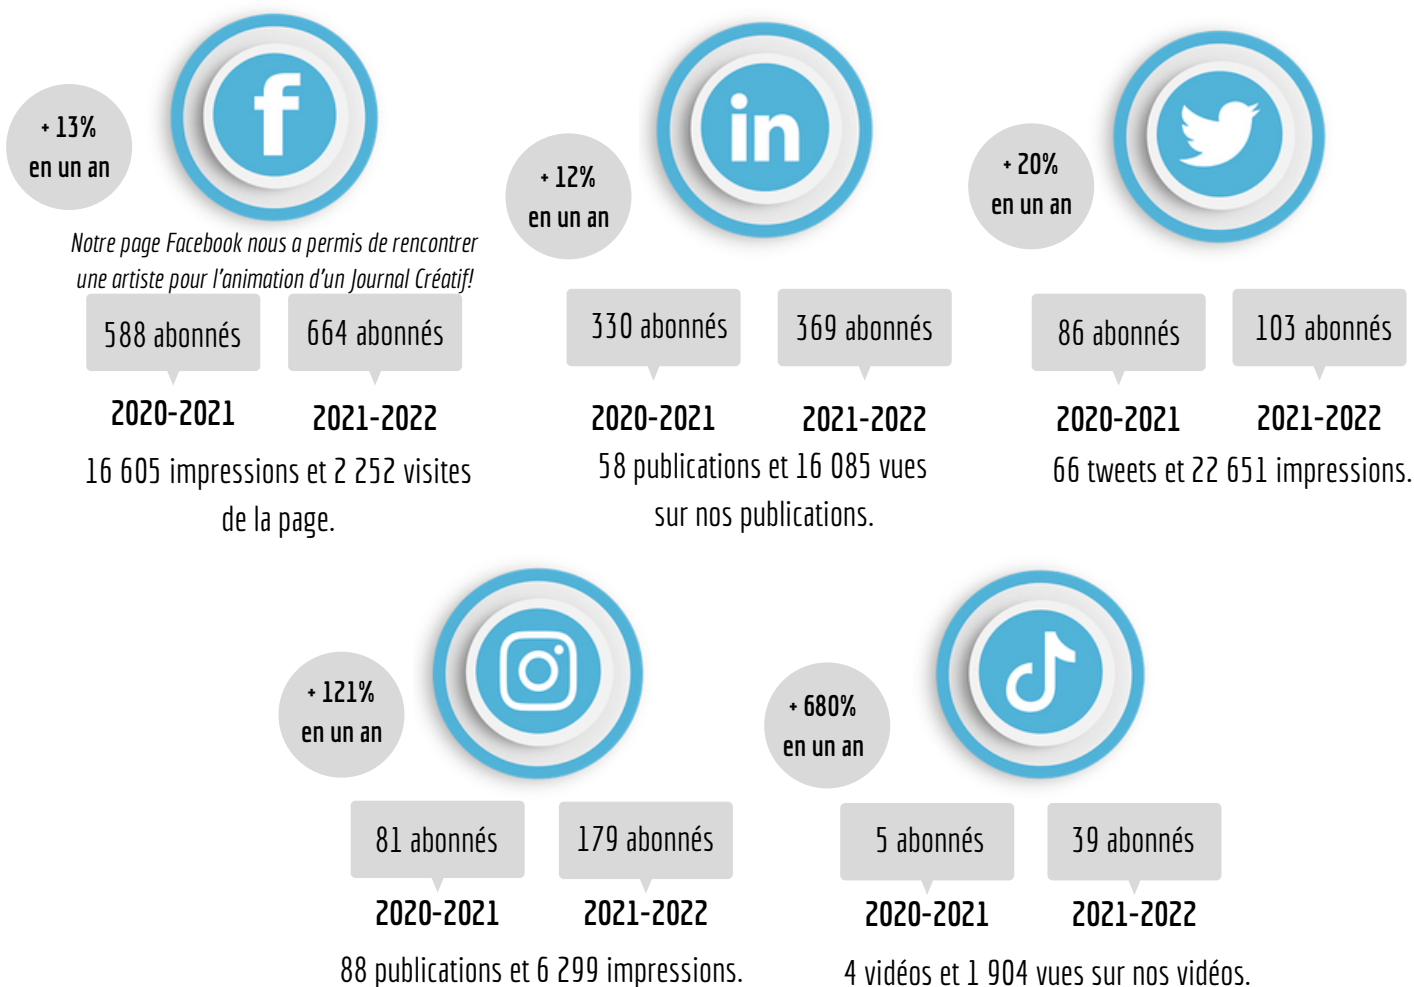 + 13%
en un an
Notre page Facebook nous a permis de rencontrer
une artiste pour l'animation d'un Journal Créatif!
588 abonnés
664 abonnés
2020-2021
2021-2022
16 605 impressions et 2 252 visites
de la page.
in
+ 12%
en un an
330 abonnés
369 abonnés
2020-2021
2021-2022
58 publications et 16 085 vues
sur nos publications.
+ 20%
en un an
86 abonnés
103 abonnés
2020-2021
2021-2022
66 tweets et 22 651 impressions.
+ 121%
en un an
81 abonnés
179 abonnés
2020-2021
2021-2022
88 publications et 6 299 impressions.
+ 680%
en un an
5 abonnés
39 abonnés
2020-2021
2021-2022
4 vidéos et 1 904 vues sur nos vidéos.